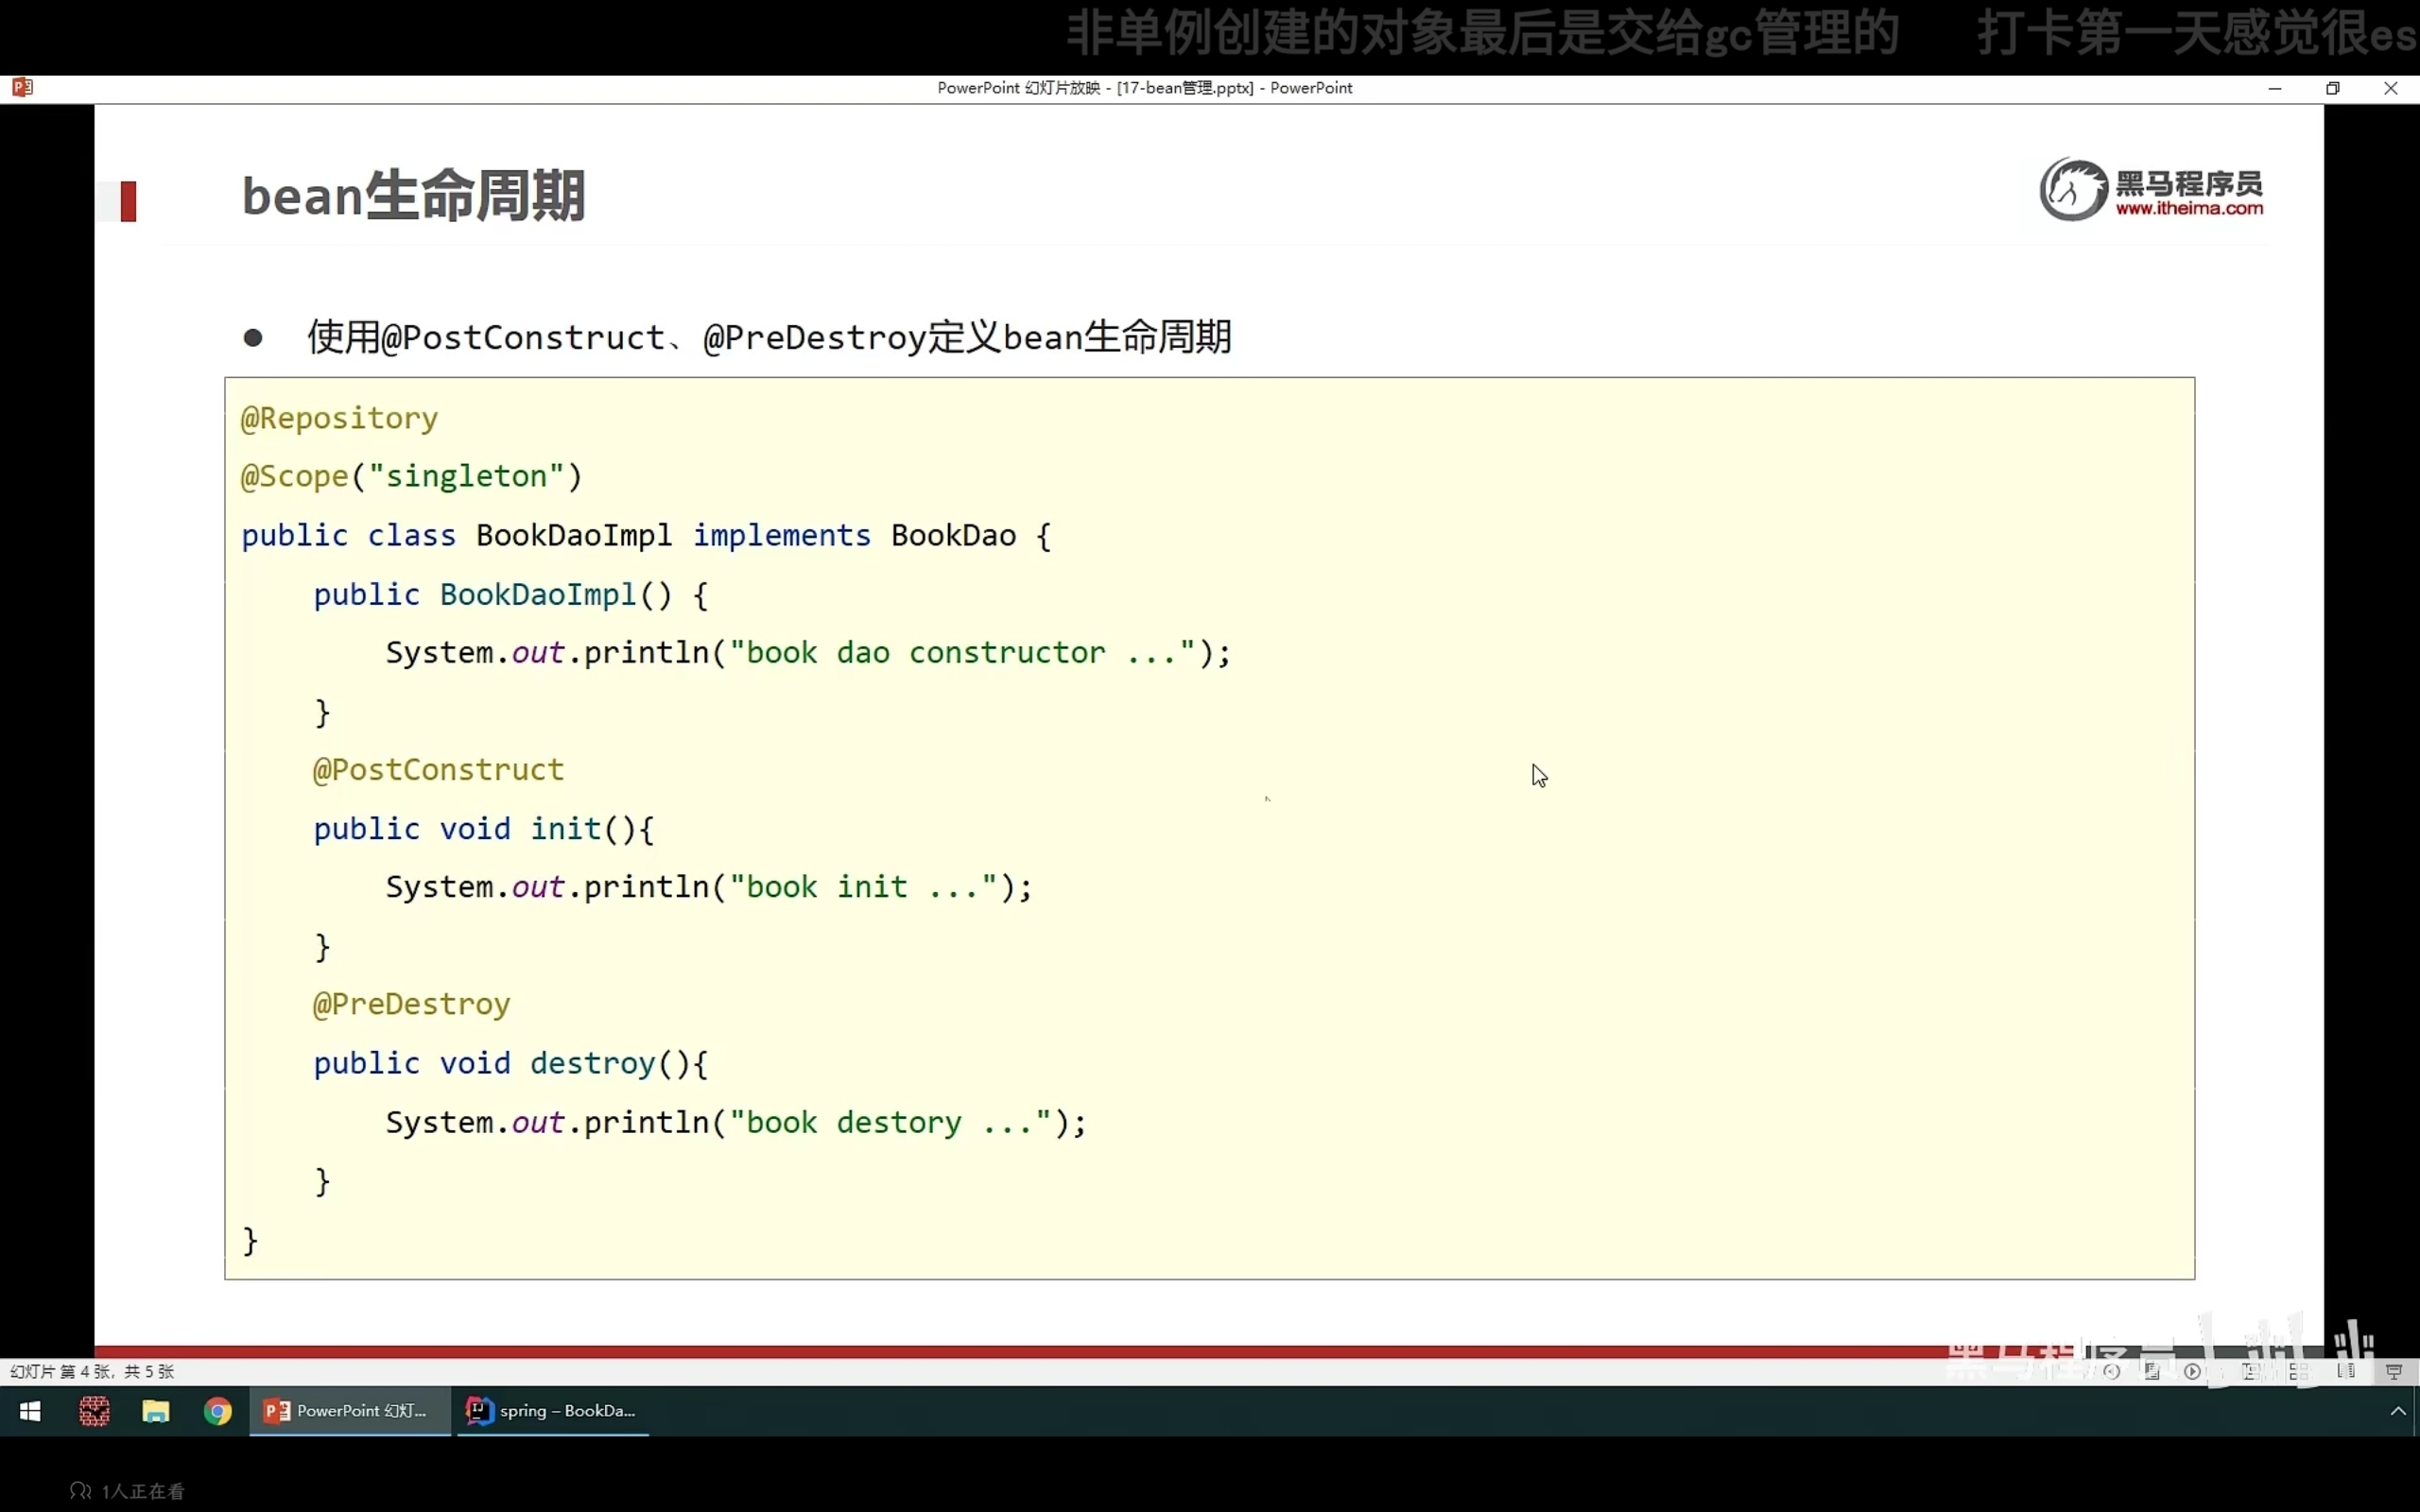 非单例创建的对象最后是交给gc管理的 打卡第一天感觉很es
PowerPoint 幻灯片放映 - [17-bean管理.pptx] - PowerPoint
bean生命周期
黑马程序员
www.itheima.com
● 使用@PostConstruct、@PreDestroy定义bean生命周期
@Repository
@Scope("singleton")
public class BookDaoImpl implements BookDao {
public BookDaoImpl() {
System.out.println("book dao constructor ...");
}
@PostConstruct
public void init(){
System.out.println("book init ...");
}
@PreDestroy
public void destroy(){
System.out.println("book destory ...");
}
}
黑马程序员
幻灯片 第 4 张，共 5 张
PowerPoint 幻灯...
spring – BookDa...
1人正在看